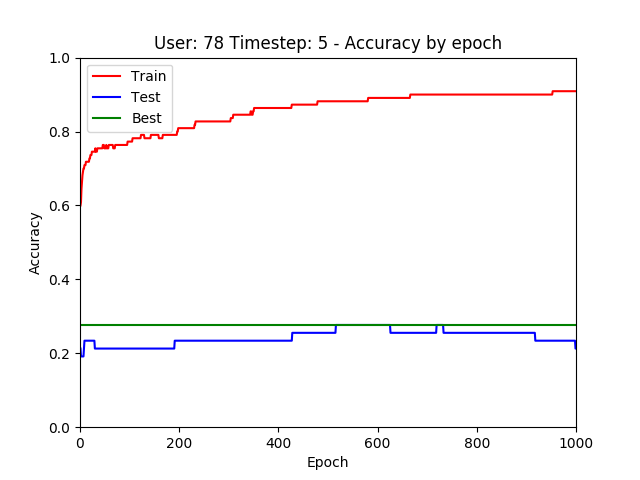 User: 78 Timestep: 5 - Accuracy by epoch
1.0
0.8
0.6
0.4
0.2
0.0
Accuracy
Train
Test
Best
0 200 400 600 800 1000
Epoch